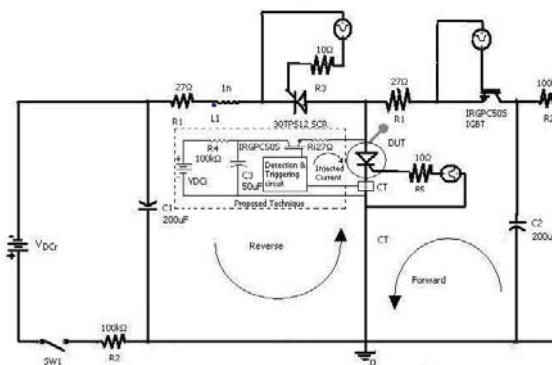 10Ω
R3
27Ω
1n
R1
L1
30TPS12 SCR
27Ω
R1
IRGPC50S
IGBT
100k
R2
R4
100kΩ
IRGPC50S
Ri27Ω
DUT
VDCi
C3
50uF
Detection &
Triggering
circuit
Injected
Current
CT
10Ω
R5
Proposed Technique
C1
200uF
CT
C2
200u
VDCr
Reverse
Forward
100kΩ
SW1
R2
0